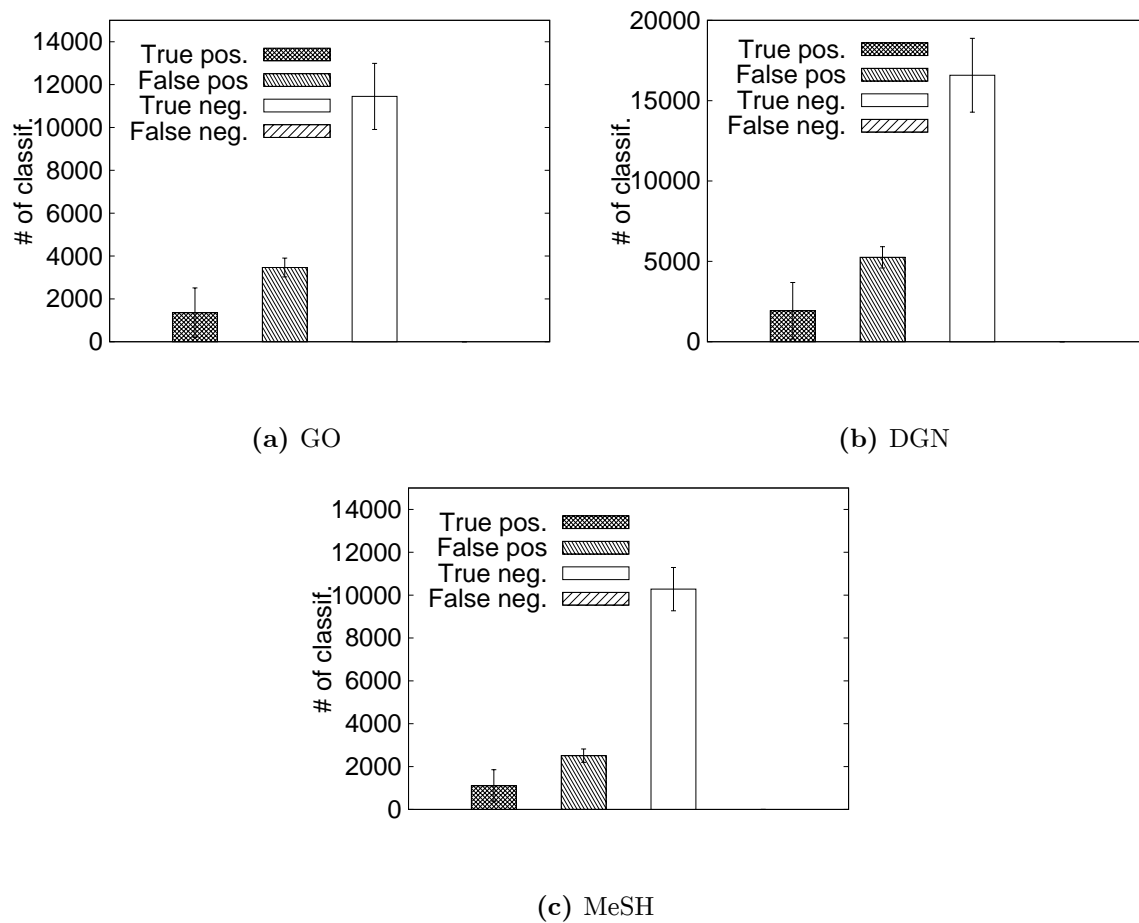 14000
12000
10000
8000
6000
4000
2000
0
# of classif.
True pos.
False pos
True neg.
False neg.
(a) GO
20000
15000
10000
5000
0
# of classif.
True pos.
False pos
True neg.
False neg.
(b) DGN
14000
12000
10000
8000
6000
4000
2000
0
# of classif.
True pos.
False pos
True neg.
False neg.
(c) MeSH